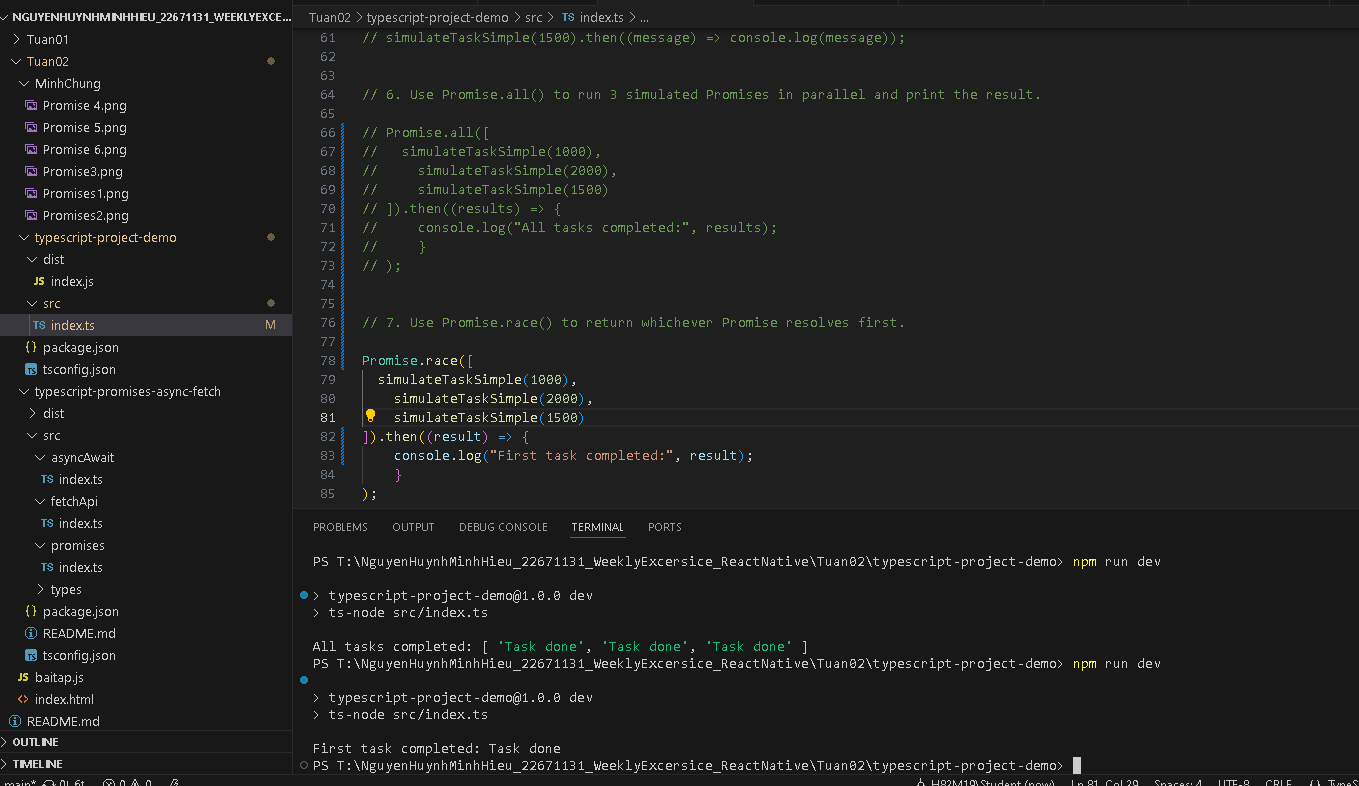 NGUYENHUYNHMINHHIEU_22671131_WEEKLYEXCE...
Tuan01
Tuan02
MinhChung
Promise 4.png
Promise 5.png
Promise 6.png
Promise3.png
Promises1.png
Promises2.png
typescript-project-demo
dist
JS index.js
src
TS index.ts M
{} package.json
TS tsconfig.json
typescript-promises-async-fetch
dist
src
asyncAwait
TS index.ts
fetchApi
TS index.ts
promises
TS index.ts
types
{} package.json
README.md
TS tsconfig.json
JS baitap.js
<> index.html
README.md
OUTLINE
TIMELINE
Tuan02 > typescript-project-demo > src > TS index.ts > ...
61 // simulateTaskSimple(1500).then((message) => console.log(message));
62
63
64 // 6. Use Promise.all() to run 3 simulated Promises in parallel and print the result.
65
66 // Promise.all([
67 //   simulateTaskSimple(1000),
68 //     simulateTaskSimple(2000),
69 //     simulateTaskSimple(1500)
70 // ]).then((results) => {
71 //     console.log("All tasks completed:", results);
72 //     }
73 // );
74
75
76 // 7. Use Promise.race() to return whichever Promise resolves first.
77
78 Promise.race([
79   simulateTaskSimple(1000),
80     simulateTaskSimple(2000),
81     simulateTaskSimple(1500)
82 ]).then((result) => {
83     console.log("First task completed:", result);
84     }
85 );
PROBLEMS OUTPUT DEBUG CONSOLE TERMINAL PORTS
PS T:\NguyenHuynhMinhHieu_22671131_WeeklyExcersice_ReactNative\Tuan02\typescript-project-demo> npm run dev
> typescript-project-demo@1.0.0 dev
> ts-node src/index.ts
All tasks completed: [ 'Task done', 'Task done', 'Task done' ]
PS T:\NguyenHuynhMinhHieu_22671131_WeeklyExcersice_ReactNative\Tuan02\typescript-project-demo> npm run dev
> typescript-project-demo@1.0.0 dev
> ts-node src/index.ts
First task completed: Task done
PS T:\NguyenHuynhMinhHieu_22671131_WeeklyExcersice_ReactNative\Tuan02\typescript-project-demo>
main* 0↓ 6↑ 0 0 H82M19\Student (now) Ln 81, Col 29 Spaces: 4 UTF-8 CRLF {}